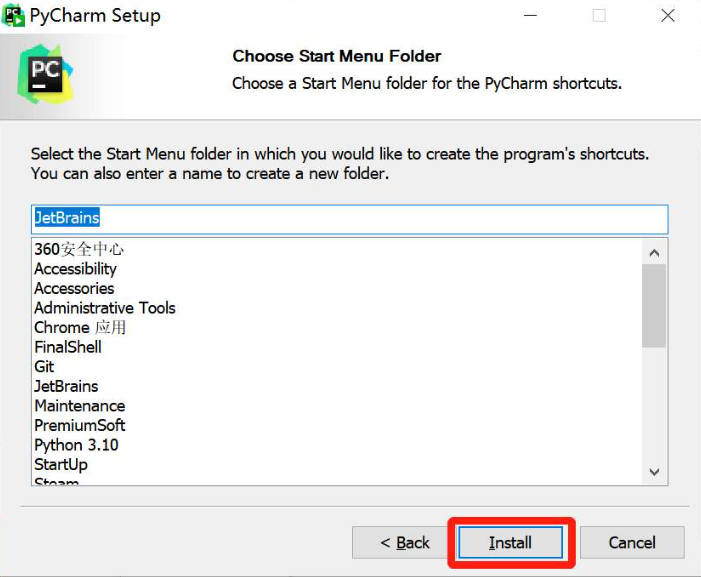 PyCharm Setup
PC
Choose Start Menu Folder
Choose a Start Menu folder for the PyCharm shortcuts.
Select the Start Menu folder in which you would like to create the program's shortcuts.
You can also enter a name to create a new folder.
JetBrains
360安全中心
Accessibility
Accessories
Administrative Tools
Chrome 应用
FinalShell
Git
JetBrains
Maintenance
PremiumSoft
Python 3.10
StartUp
Steam
< Back
Install
Cancel